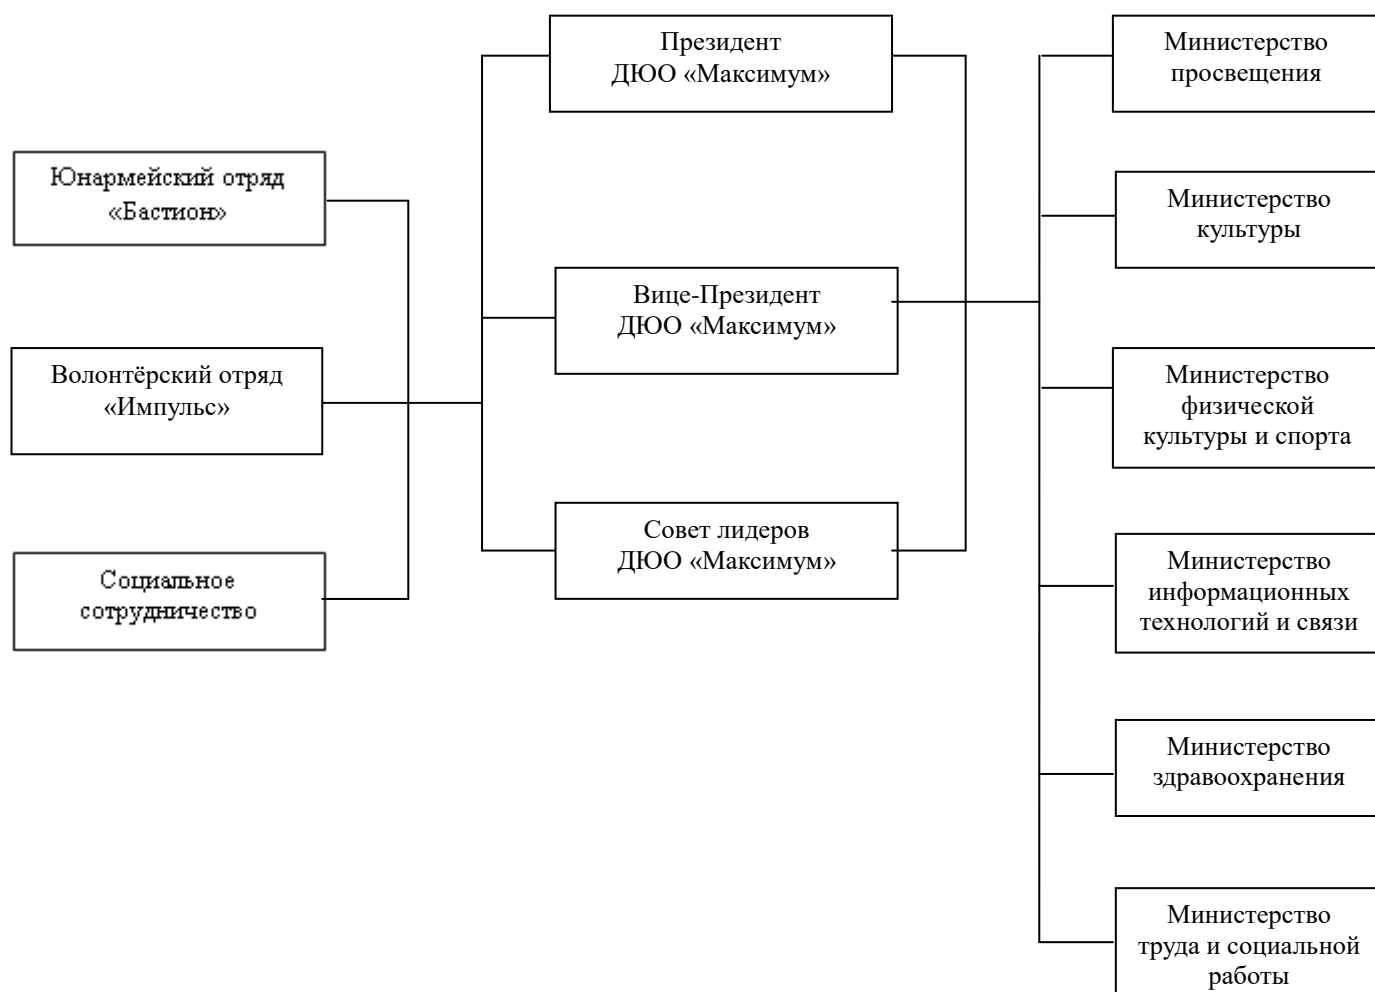 Юнармейский отряд
«Бастион»
Волонтёрский отряд
«Импульс»
Социальное
сотрудничество
Президент
ДЮО «Максимум»
Вице-Президент
ДЮО «Максимум»
Совет лидеров
ДЮО «Максимум»
Министерство
просвещения
Министерство
культуры
Министерство
физической
культуры и спорта
Министерство
информационных
технологий и связи
Министерство
здравоохранения
Министерство
труда и социальной
работы